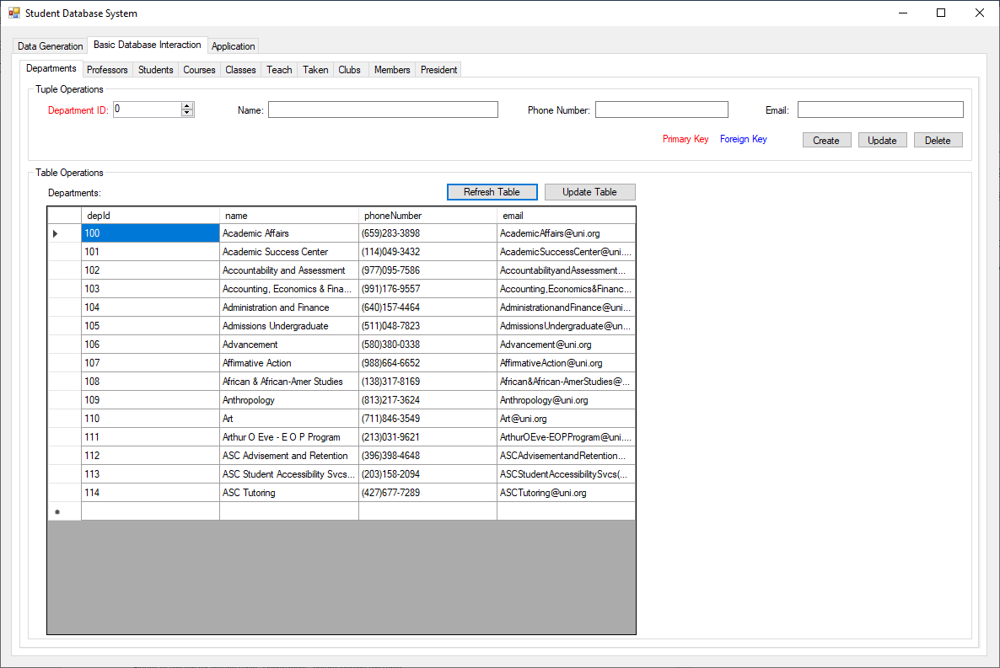 Student Database System
Data Generation Basic Database Interaction Application
Departments Professors Students Courses Classes Teach Taken Clubs Members President
Tuple Operations
Department ID: 0 Name: Phone Number: Email:
Primary Key Foreign Key Create Update Delete
Table Operations
Departments: Refresh Table Update Table
depId name phoneNumber email
100 Academic Affairs (659)283-3898 AcademicAffairs@uni.org
101 Academic Success Center (114)049-3432 AcademicSuccessCenter@uni....
102 Accountability and Assessment (977)095-7586 AccountabilityandAssessment...
103 Accounting, Economics & Fina... (991)176-9557 Accounting,Economics&Financ...
104 Administration and Finance (640)157-4464 AdministrationandFinance@uni...
105 Admissions Undergraduate (511)048-7823 AdmissionsUndergraduate@un...
106 Advancement (580)380-0338 Advancement@uni.org
107 Affirmative Action (988)664-6652 AffirmativeAction@uni.org
108 African & African-Amer Studies (138)317-8169 African&African-AmerStudies@...
109 Anthropology (813)217-3624 Anthropology@uni.org
110 Art (711)846-3549 Art@uni.org
111 Arthur O Eve - E O P Program (213)031-9621 ArthurOEve-EOPProgram@uni....
112 ASC Advisement and Retention (396)398-4648 ASCAdvisementandRetention...
113 ASC Student Accessibility Svcs... (203)158-2094 ASCStudentAccessibilitySvcs(...
114 ASC Tutoring (427)677-7289 ASCTutoring@uni.org